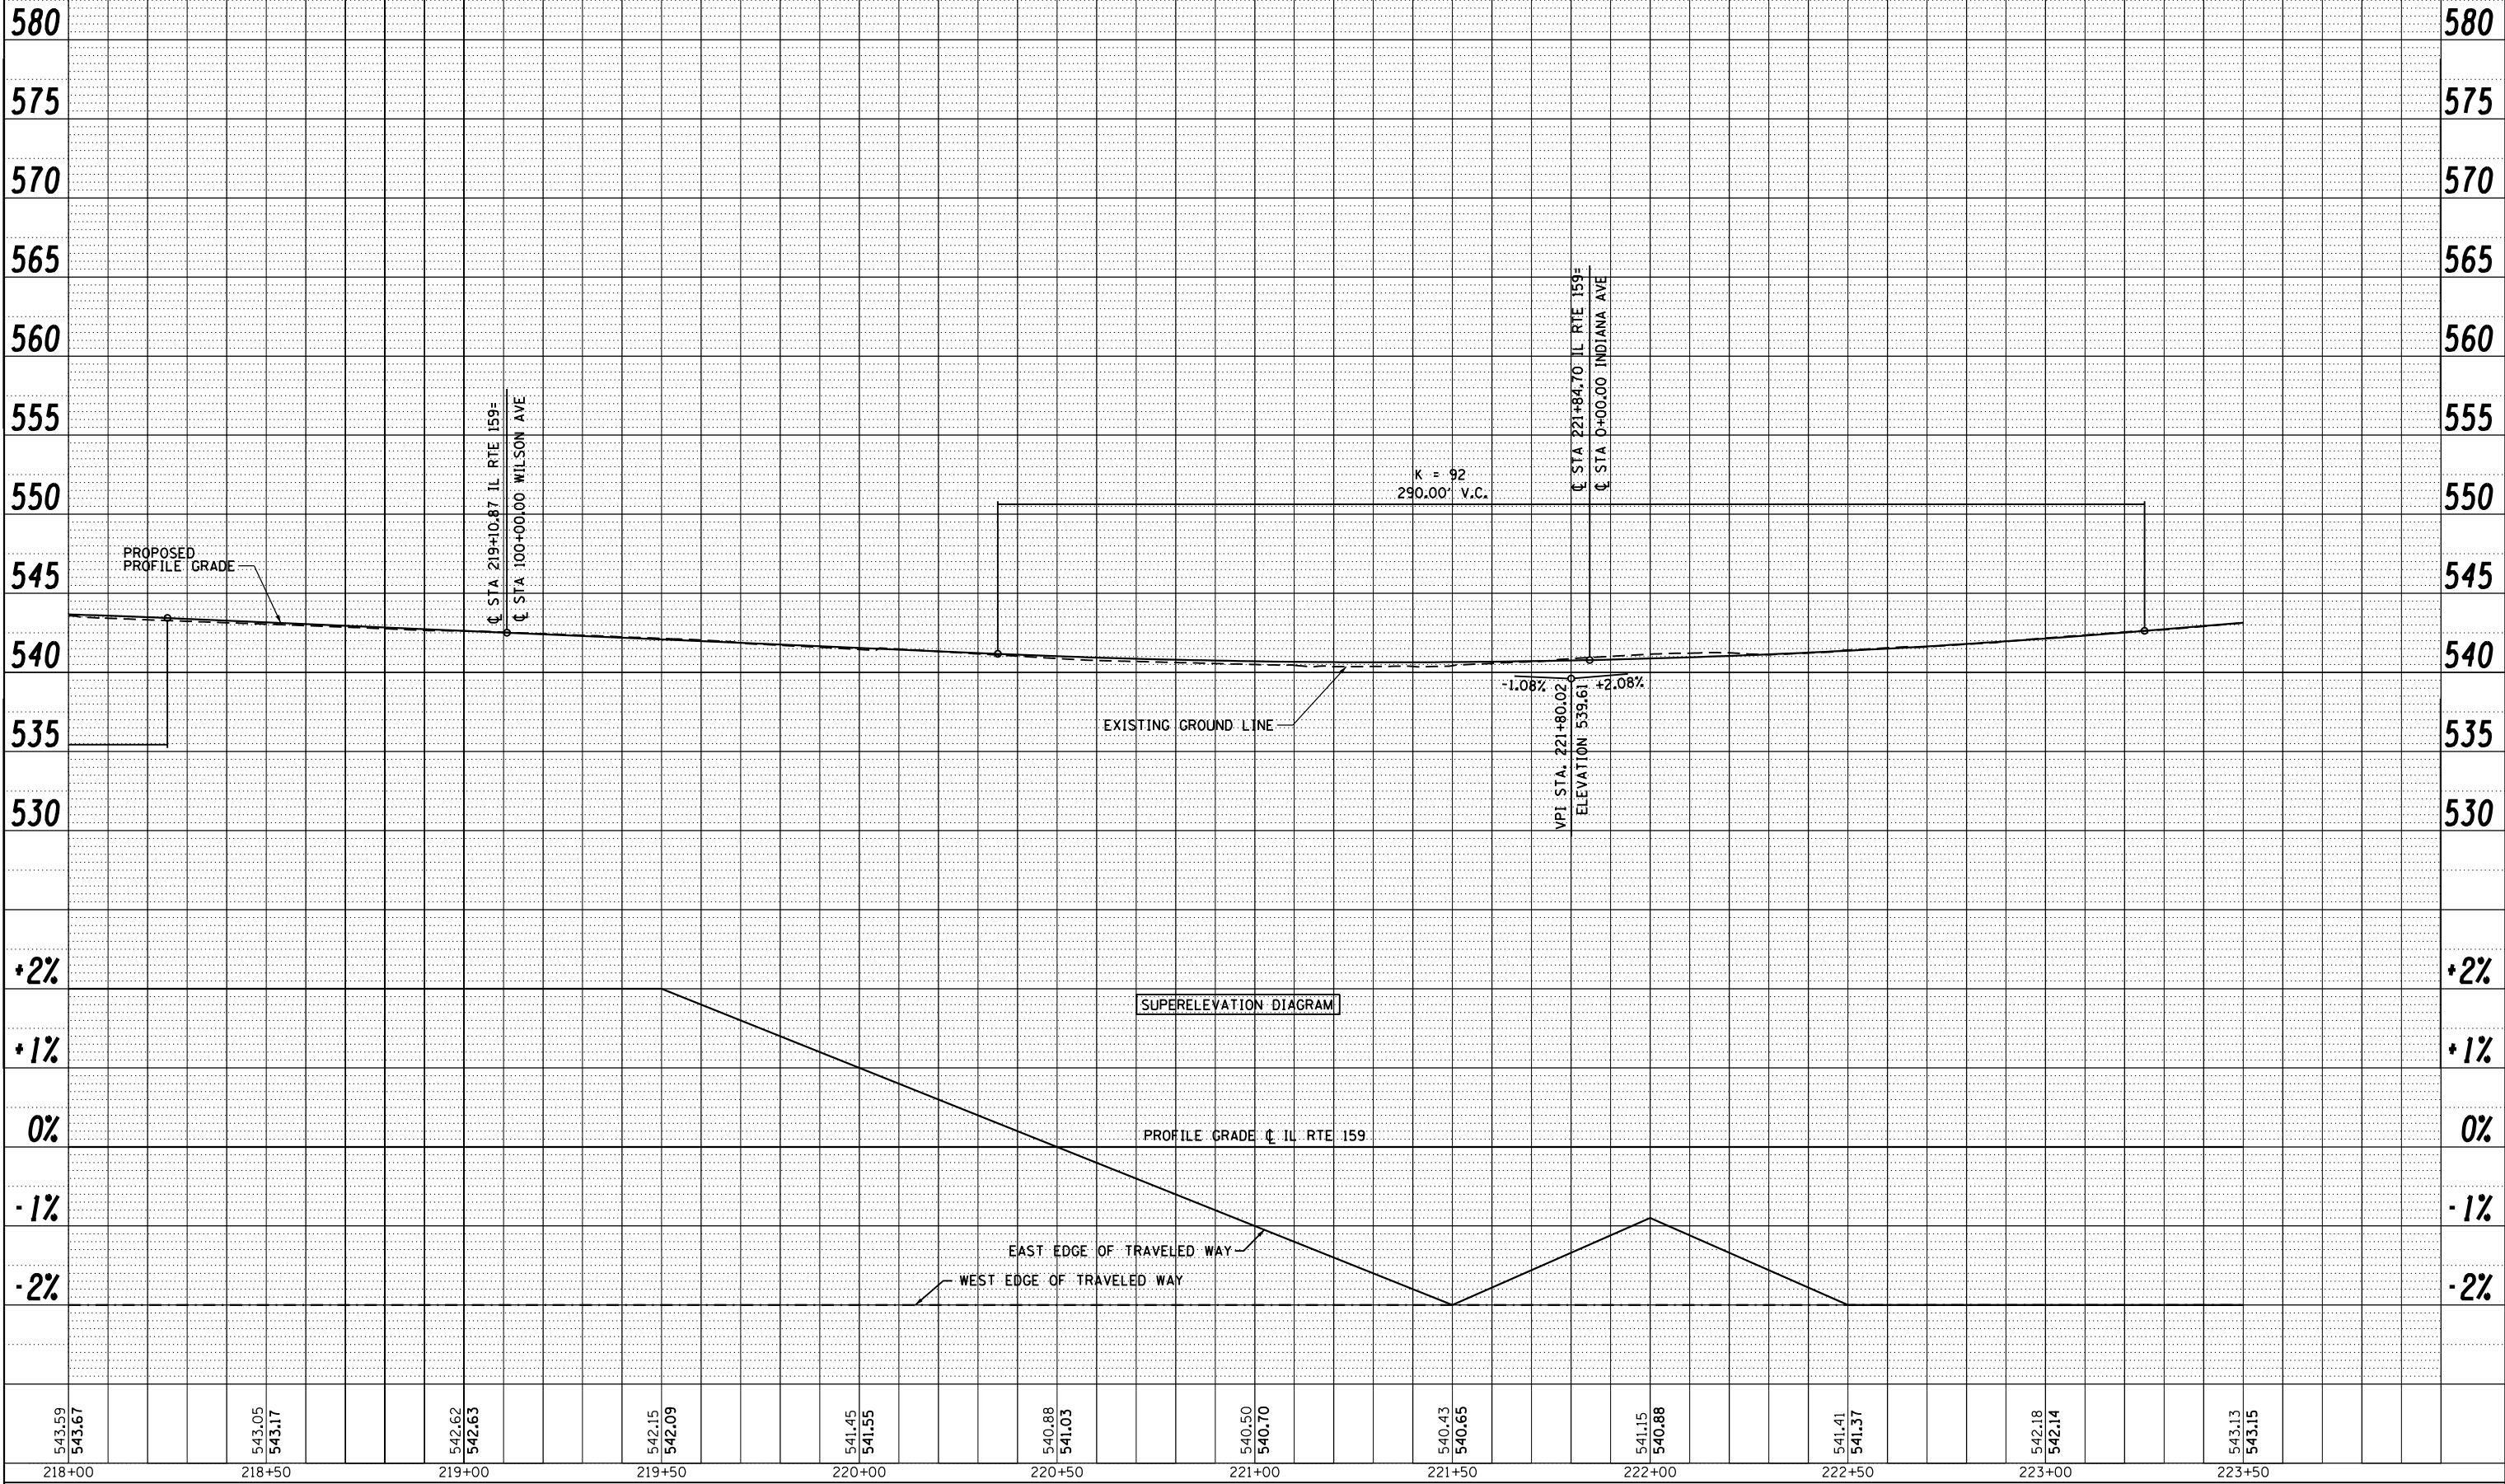 580 580
575 575
570 570
565 565
560 560
555 555
550 550
545 545
540 540
535 535
530 530
℄ STA 219+10.87 IL RTE 159=
℄ STA 100+00.00 WILSON AVE
℄ STA 221+84.70 IL RTE 159=
℄ STA 0+00.00 INDIANA AVE
K = 92
290.00' V.C.
PROPOSED
PROFILE GRADE
EXISTING GROUND LINE
-1.08% +2.08%
VPI STA. 221+80.02
ELEVATION 539.61
+2% +2%
SUPERELEVATION DIAGRAM
+1% +1%
0% 0%
PROFILE GRADE ℄ IL RTE 159
-1% -1%
EAST EDGE OF TRAVELED WAY
WEST EDGE OF TRAVELED WAY
-2% -2%
543.59
543.67
543.05
543.17
542.62
542.63
542.15
542.09
541.45
541.55
540.88
541.03
540.50
540.70
540.43
540.65
541.15
540.88
541.41
541.37
542.18
542.14
543.13
543.15
218+00 218+50 219+00 219+50 220+00 220+50 221+00 221+50 222+00 222+50 223+00 223+50